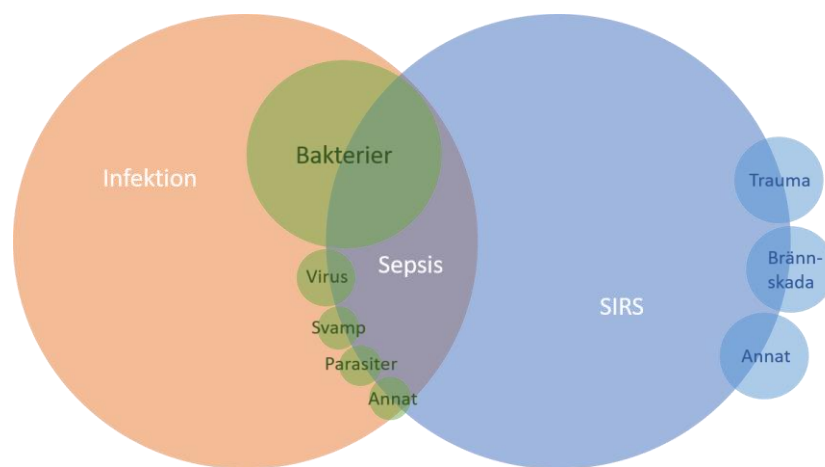 Infektion
Bakterier
Virus
Svamp
Parasiter
Annat
Sepsis
SIRS
Trauma
Bränn-
skada
Annat